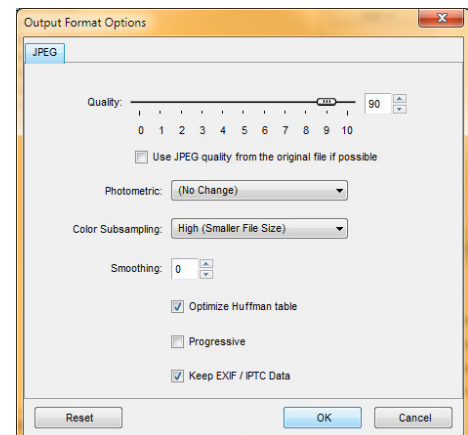 Output Format Options
JPEG
Quality: 90
0 1 2 3 4 5 6 7 8 9 10
Use JPEG quality from the original file if possible
Photometric: (No Change)
Color Subsampling: High (Smaller File Size)
Smoothing: 0
Optimize Huffman table
Progressive
Keep EXIF / IPTC Data
Reset OK Cancel